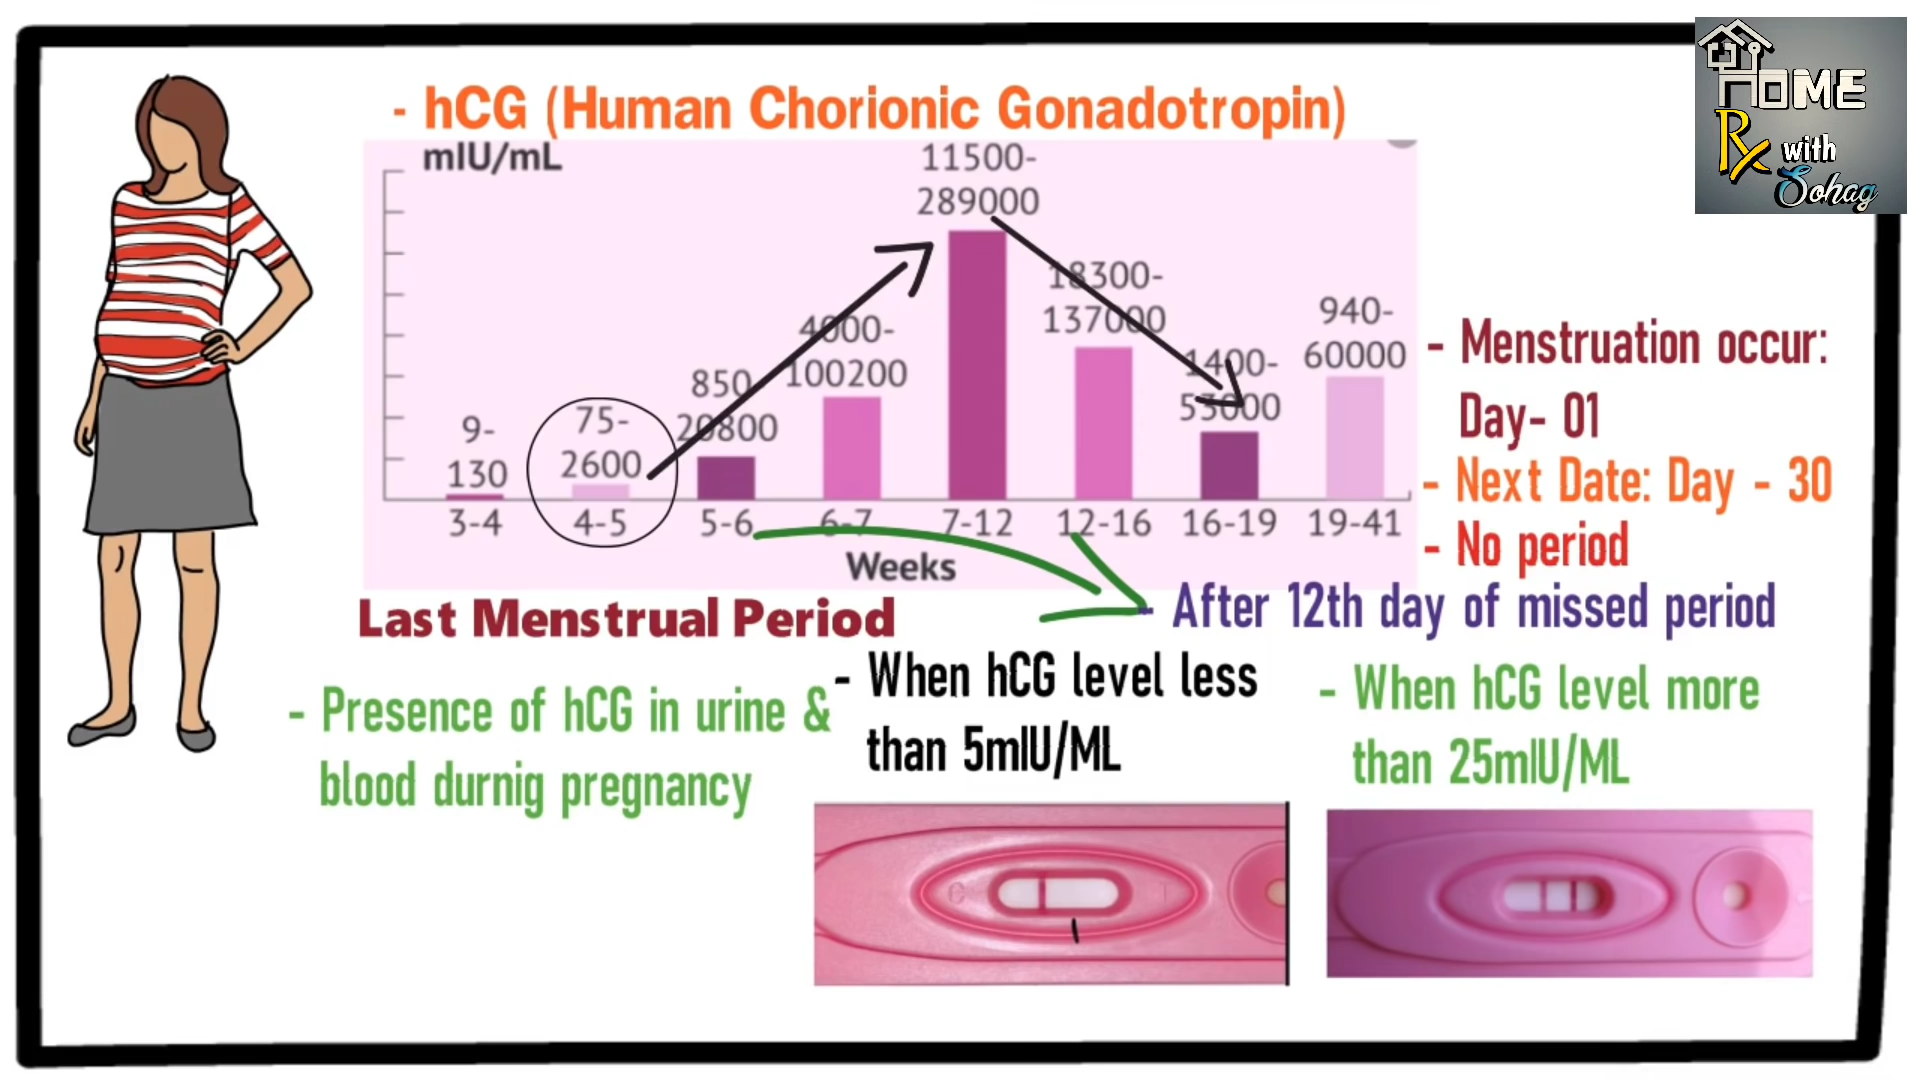 HOME
Rx with
Sohag
- hCG (Human Chorionic Gonadotropin)
mIU/mL
11500-
289000
18300-
137000
940-
60000
4000-
100200
1400-
53000
850
20800
75-
2600
9-
130
3-4 4-5 5-6 6-7 7-12 12-16 16-19 19-41
Weeks
Last Menstrual Period
- Menstruation occur:
Day- 01
- Next Date: Day - 30
- No period
- After 12th day of missed period
- Presence of hCG in urine &
blood durnig pregnancy
- When hCG level less
than 5mIU/ML
- When hCG level more
than 25mIU/ML
C T